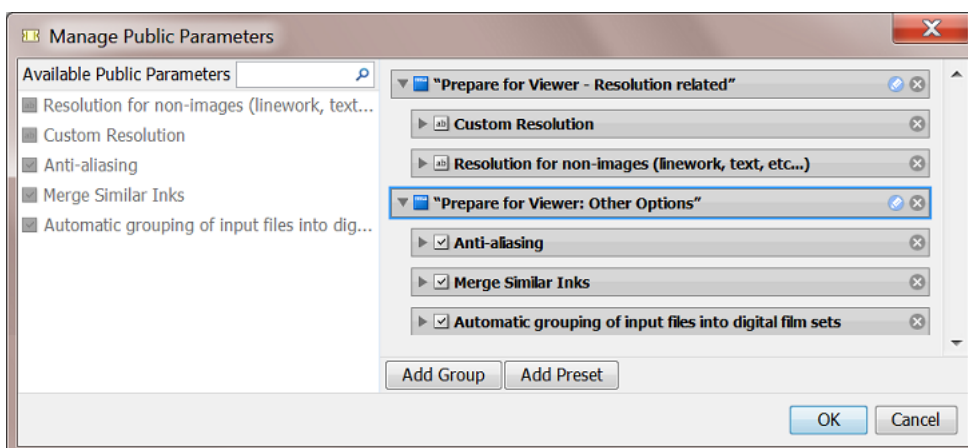 Manage Public Parameters
Available Public Parameters
Resolution for non-images (linework, text...
Custom Resolution
Anti-aliasing
Merge Similar Inks
Automatic grouping of input files into dig...
"Prepare for Viewer - Resolution related"
ab Custom Resolution
ab Resolution for non-images (linework, text, etc...)
"Prepare for Viewer: Other Options"
Anti-aliasing
Merge Similar Inks
Automatic grouping of input files into digital film sets
Add Group Add Preset
OK Cancel